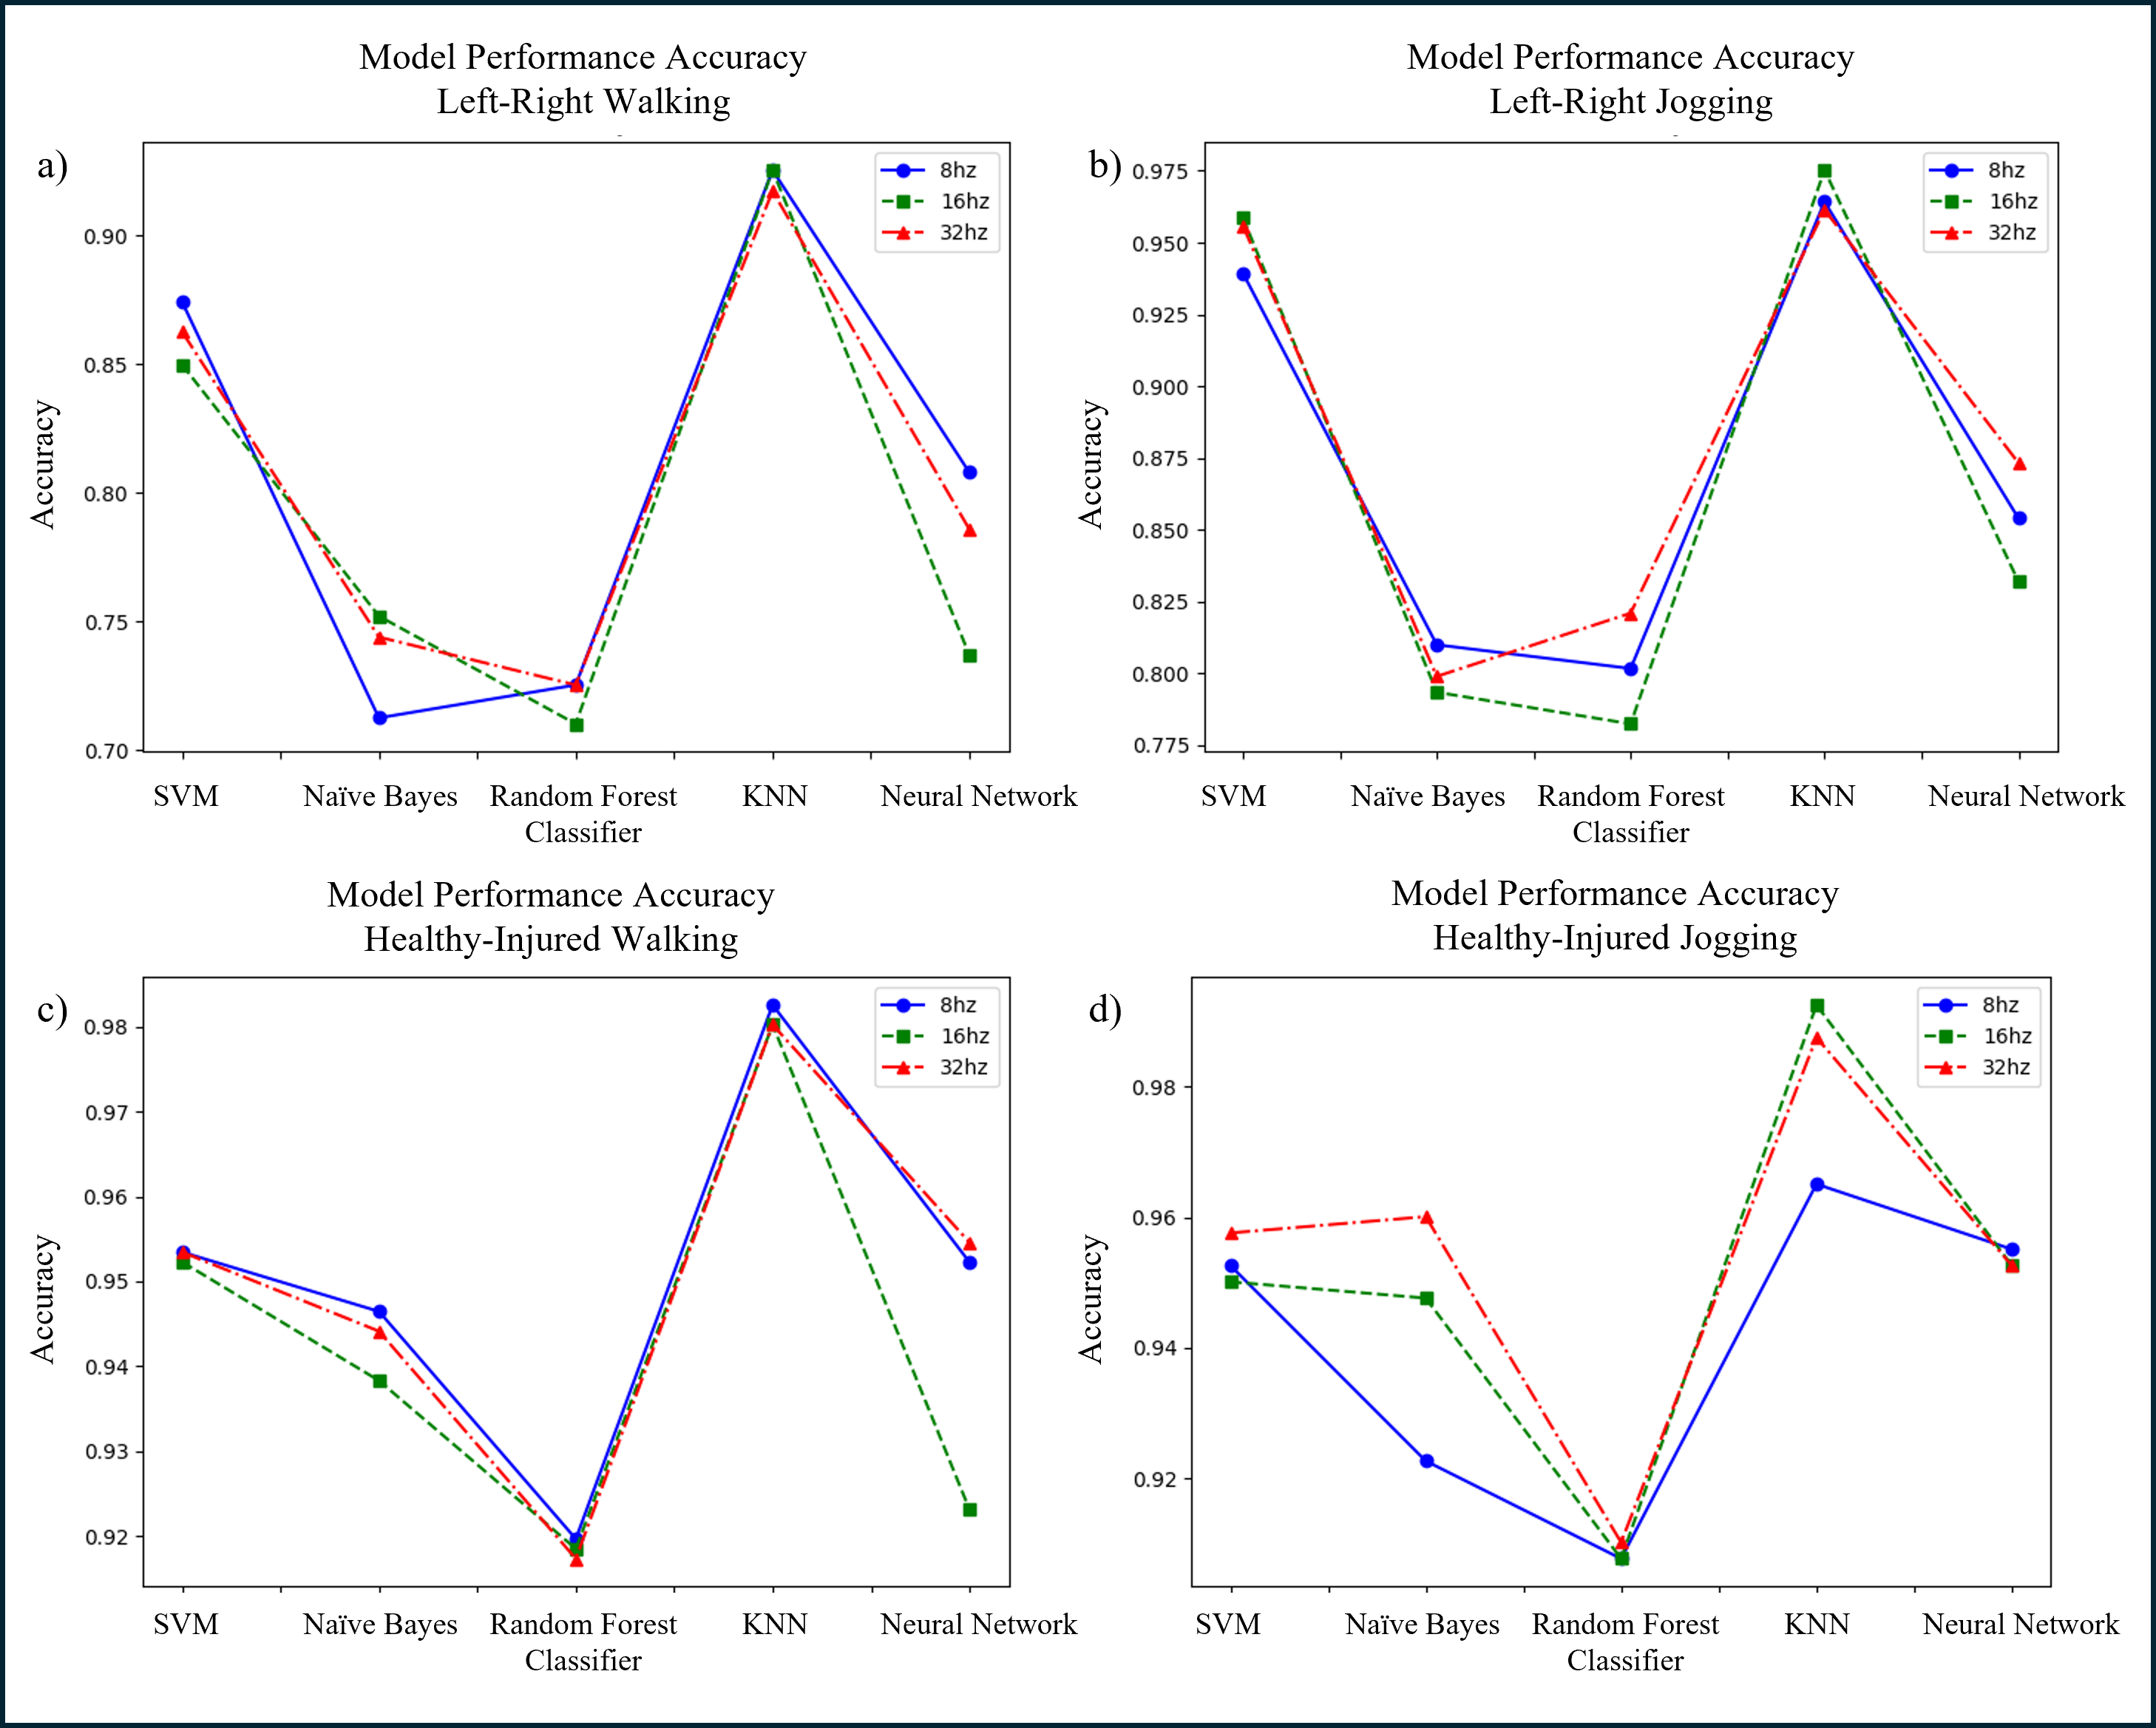 Model Performance Accuracy
Left-Right Walking
a)
8hz
16hz
32hz
0.90
0.85
0.80
0.75
0.70
Accuracy
SVM
Naïve Bayes
Random Forest
Classifier
KNN
Neural Network
Model Performance Accuracy
Left-Right Jogging
b)
8hz
16hz
32hz
0.975
0.950
0.925
0.900
0.875
0.850
0.825
0.800
0.775
Accuracy
SVM
Naïve Bayes
Random Forest
Classifier
KNN
Neural Network
Model Performance Accuracy
Healthy-Injured Walking
c)
8hz
16hz
32hz
0.98
0.97
0.96
0.95
0.94
0.93
0.92
Accuracy
SVM
Naïve Bayes
Random Forest
Classifier
KNN
Neural Network
Model Performance Accuracy
Healthy-Injured Jogging
d)
8hz
16hz
32hz
0.98
0.96
0.94
0.92
Accuracy
SVM
Naïve Bayes
Random Forest
Classifier
KNN
Neural Network